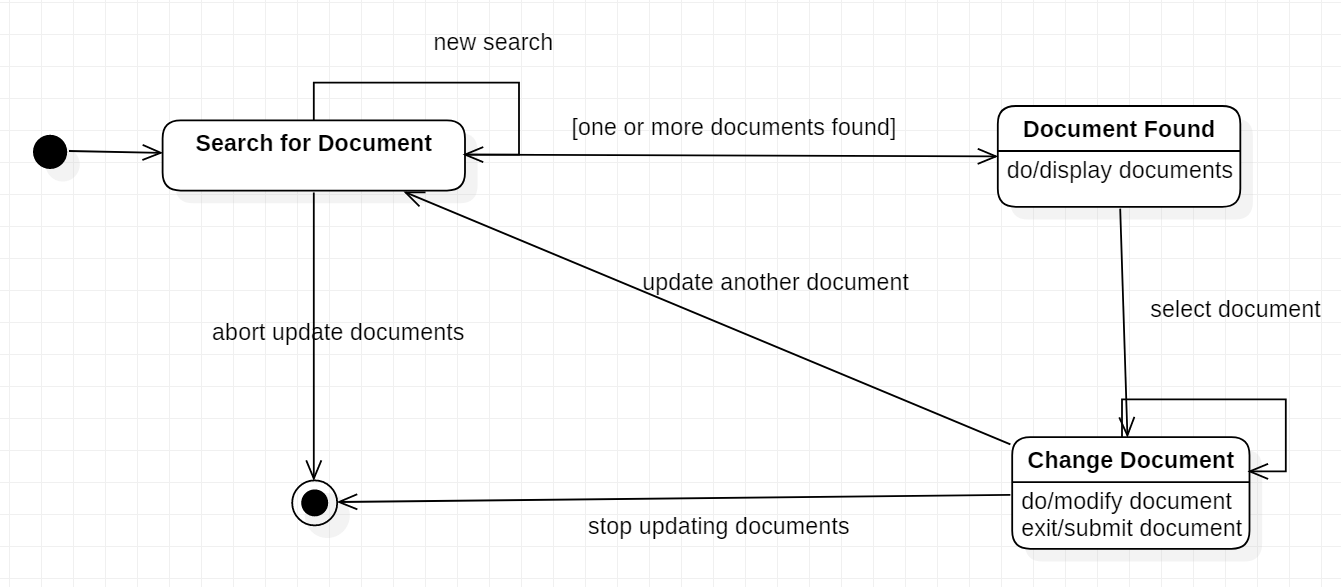 new search
Search for Document
[one or more documents found]
Document Found
do/display documents
update another document
select document
abort update documents
Change Document
do/modify document
exit/submit document
stop updating documents